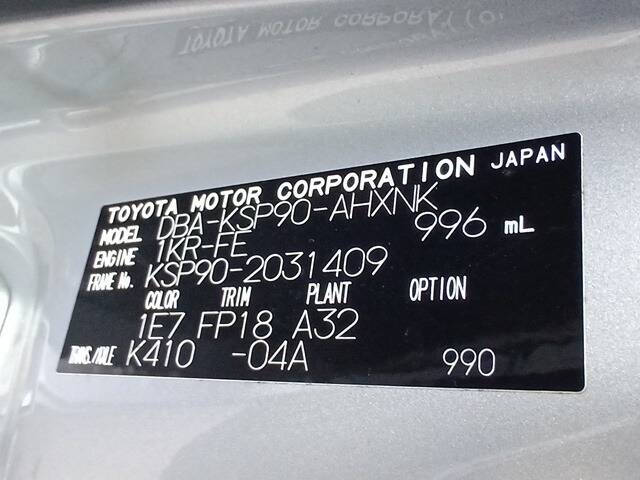 TOYOTA MOTOR CORPORATION JAPAN
MODEL DBA-KSP90-AHXNK
ENGINE 1KR-FE 996 mL
FRAME No. KSP90-2031409
COLOR TRIM PLANT OPTION
1E7 FP18 A32
TRANS./AXLE K410 -04A 990